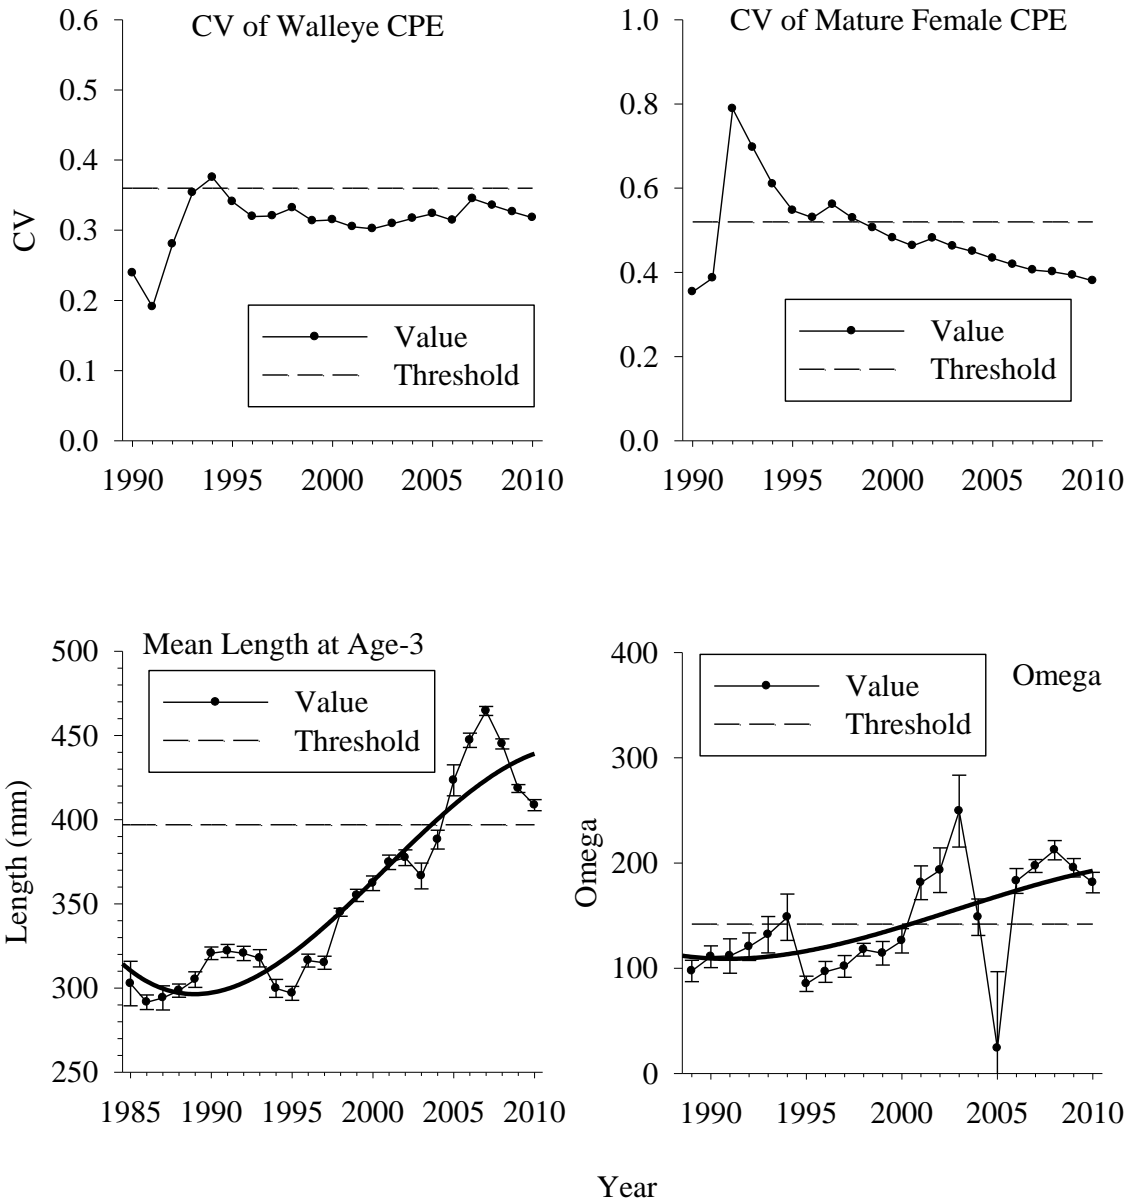 CV of Walleye CPE
0.6
0.5
0.4
0.3
0.2
0.1
0.0
CV
Value
Threshold
1990 1995 2000 2005 2010
CV of Mature Female CPE
1.0
0.8
0.6
0.4
0.2
0.0
Value
Threshold
1990 1995 2000 2005 2010
Mean Length at Age-3
500
450
400
350
300
250
Length (mm)
Value
Threshold
1985 1990 1995 2000 2005 2010
Omega
400
300
200
100
0
Omega
Value
Threshold
1990 1995 2000 2005 2010
Year